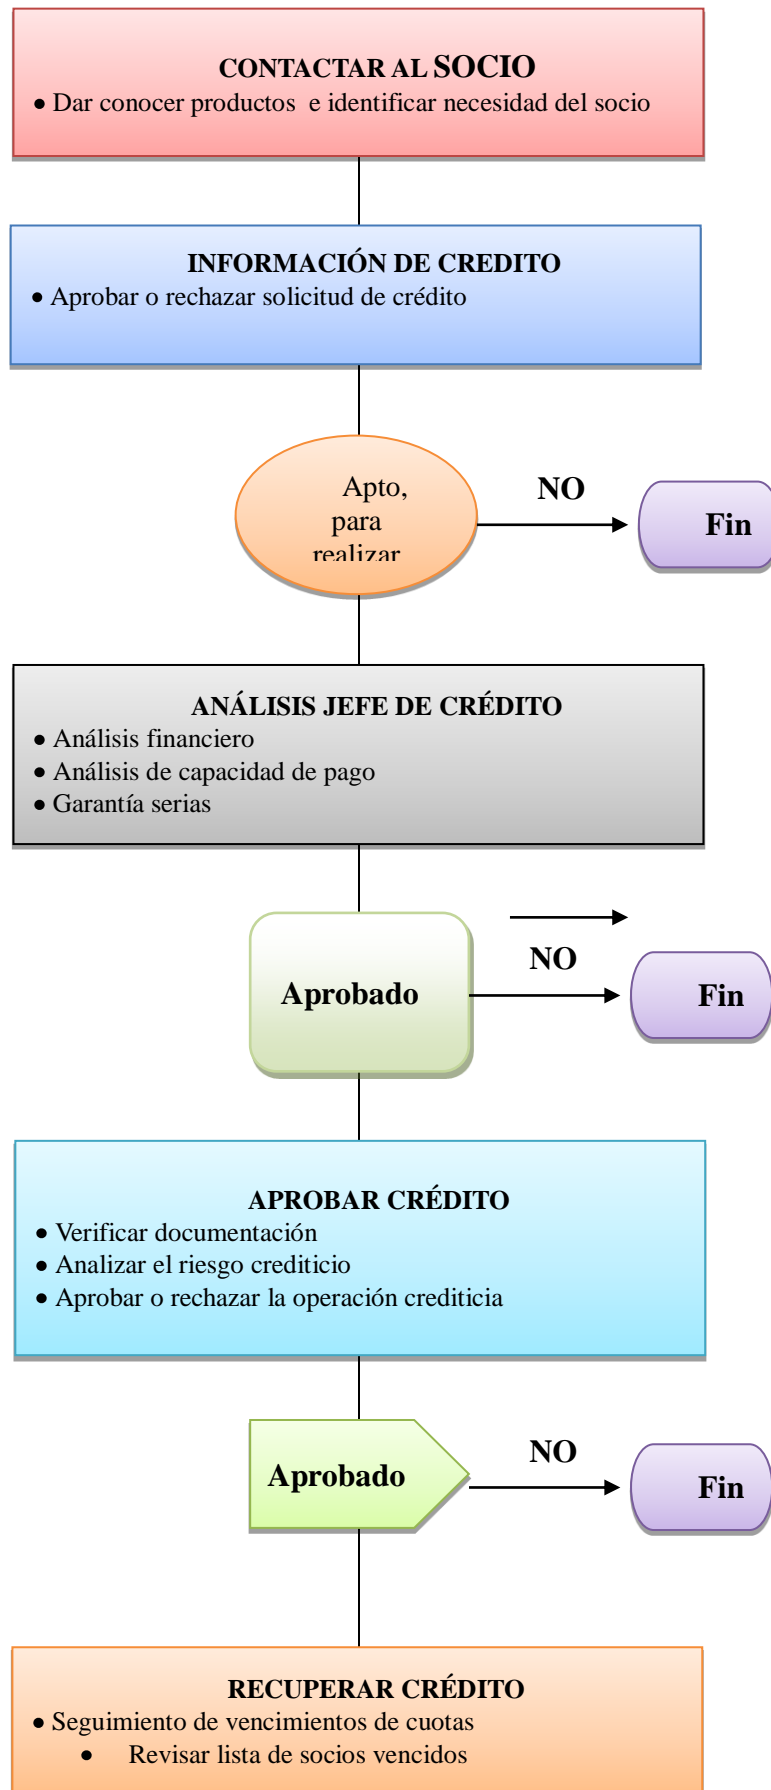 CONTACTAR AL SOCIO
• Dar conocer productos e identificar necesidad del socio
INFORMACIÓN DE CREDITO
• Aprobar o rechazar solicitud de crédito
Apto,
para
realizar
NO
Fin
ANÁLISIS JEFE DE CRÉDITO
• Análisis financiero
• Análisis de capacidad de pago
• Garantía serias
Aprobado
NO
Fin
APROBAR CRÉDITO
• Verificar documentación
• Analizar el riesgo crediticio
• Aprobar o rechazar la operación crediticia
Aprobado
NO
Fin
RECUPERAR CRÉDITO
• Seguimiento de vencimientos de cuotas
• Revisar lista de socios vencidos